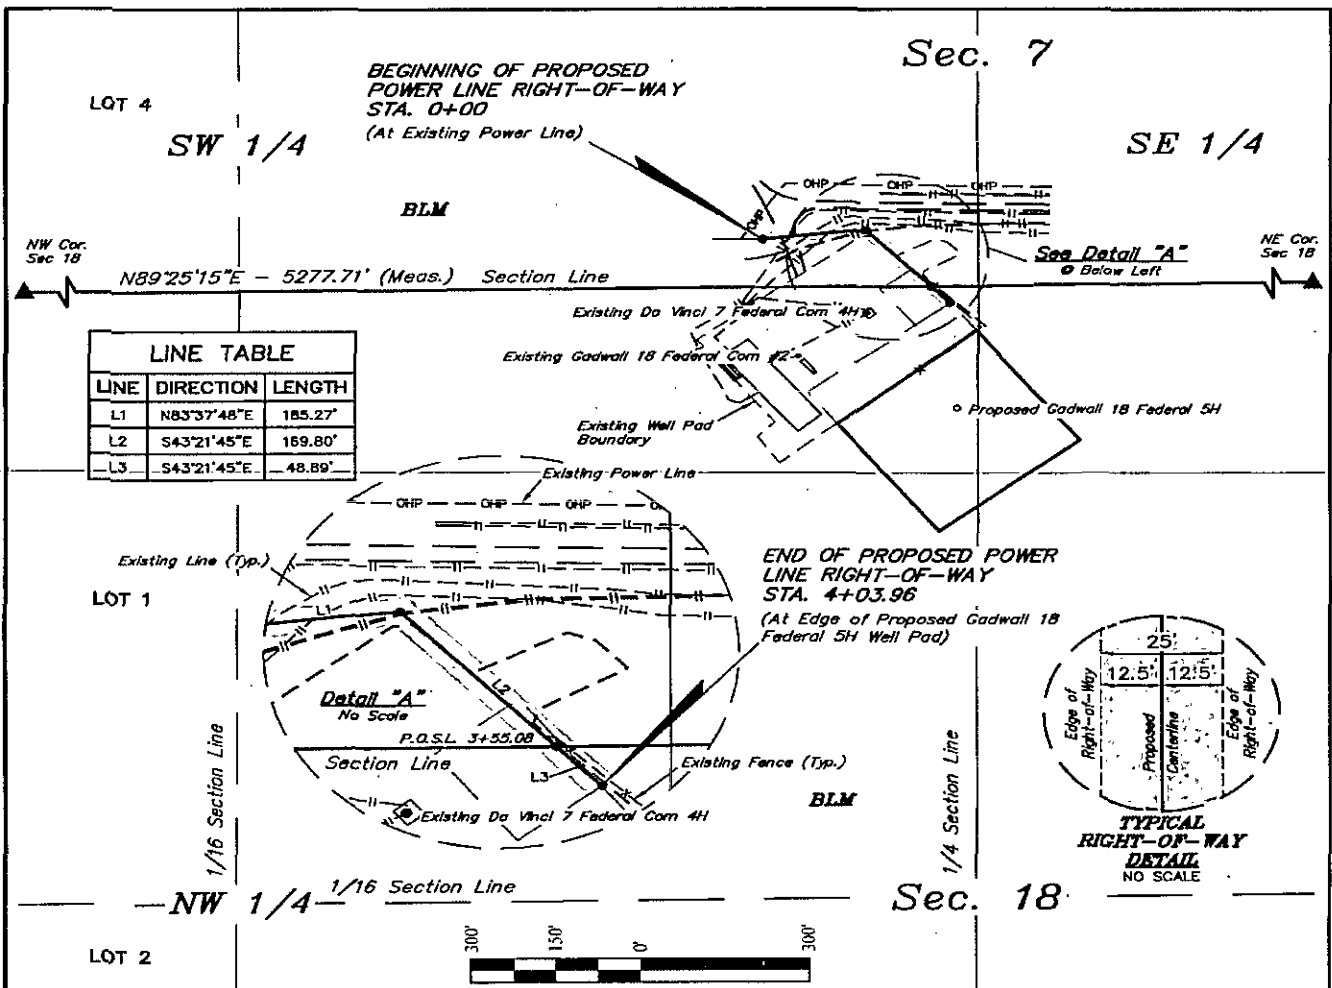 Sec. 7
BEGINNING OF PROPOSED
POWER LINE RIGHT-OF-WAY
STA. 0+00
(At Existing Power Line)
LOT 4
SW 1/4
SE 1/4
BLM
OHP
OHP
OHP
OHP
NW Cor.
Sec 18
NE Cor.
Sec 18
See Detail "A"
@ Below Left
N89°25'15"E - 5277.71' (Meas.) Section Line
Existing Da Vinci 7 Federal Com 4H
Existing Gadwall 18 Federal Com #2
LINE TABLE
LINE DIRECTION LENGTH
L1 N83°37'48"E 185.27'
L2 S43°21'45"E 169.80'
L3 S43°21'45"E 48.89'
Proposed Gadwall 18 Federal 5H
Existing Well Pad
Boundary
Existing Power Line
OHP OHP OHP
Existing Line (Typ.)
END OF PROPOSED POWER
LINE RIGHT-OF-WAY
STA. 4+03.96
(At Edge of Proposed Gadwall 18
Federal 5H Well Pad)
LOT 1
L1
L2
Detail "A"
No Scale
P.O.S.L. 3+55.08
Section Line
L3
Existing Fence (Typ.)
Existing Da Vinci 7 Federal Com 4H
BLM
1/16 Section Line
1/4 Section Line
25'
12.5' 12.5'
Edge of
Right-of-Way
Proposed
Centerline
Edge of
Right-of-Way
TYPICAL
RIGHT-OF-WAY
DETAIL
NO SCALE
1/16 Section Line
NW 1/4
Sec. 18
LOT 2
300' 150' 0' 300'